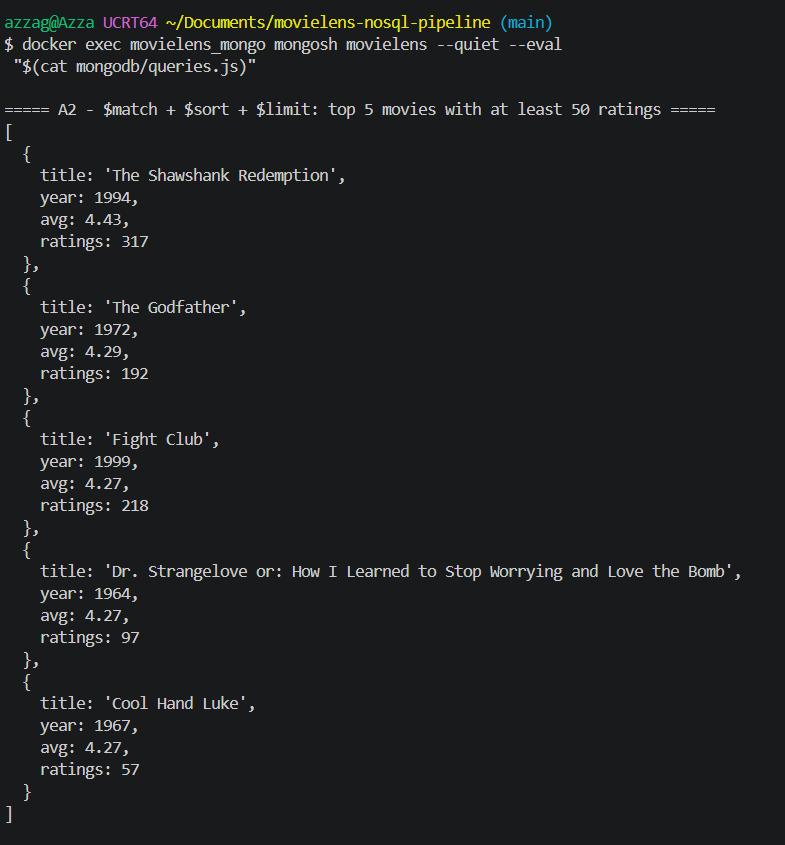 azzag@Azza UCRT64 ~/Documents/movielens-nosql-pipeline (main)
$ docker exec movielens_mongo mongosh movielens --quiet --eval
 "$(cat mongodb/queries.js)"

===== A2 - $match + $sort + $limit: top 5 movies with at least 50 ratings =====
[
  {
    title: 'The Shawshank Redemption',
    year: 1994,
    avg: 4.43,
    ratings: 317
  },
  {
    title: 'The Godfather',
    year: 1972,
    avg: 4.29,
    ratings: 192
  },
  {
    title: 'Fight Club',
    year: 1999,
    avg: 4.27,
    ratings: 218
  },
  {
    title: 'Dr. Strangelove or: How I Learned to Stop Worrying and Love the Bomb',
    year: 1964,
    avg: 4.27,
    ratings: 97
  },
  {
    title: 'Cool Hand Luke',
    year: 1967,
    avg: 4.27,
    ratings: 57
  }
]